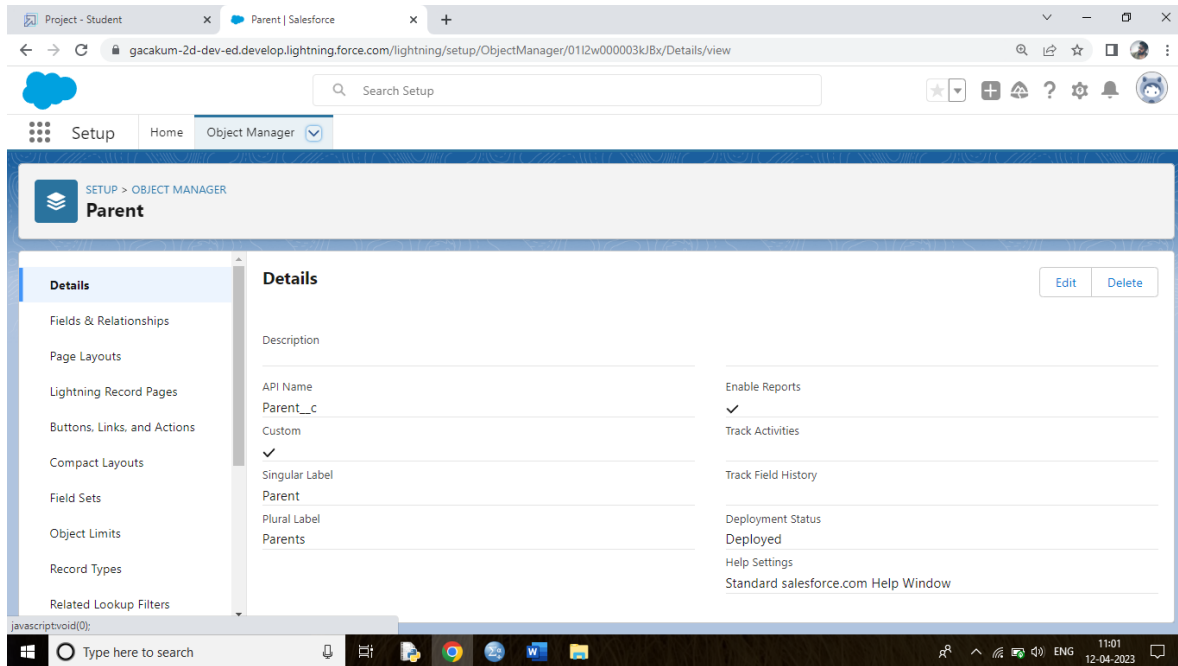 Project - Student
Parent | Salesforce
gacakum-2d-dev-ed.develop.lightning.force.com/lightning/setup/ObjectManager/01I2w000003kJBx/Details/view
Search Setup
Setup
Home
Object Manager
SETUP > OBJECT MANAGER
Parent
Details
Fields & Relationships
Page Layouts
Lightning Record Pages
Buttons, Links, and Actions
Compact Layouts
Field Sets
Object Limits
Record Types
Related Lookup Filters
Details
Edit
Delete
Description
API Name
Parent__c
Custom
Singular Label
Parent
Plural Label
Parents
Enable Reports
Track Activities
Track Field History
Deployment Status
Deployed
Help Settings
Standard salesforce.com Help Window
javascript:void(0);
Type here to search
ENG
11:01
12-04-2023